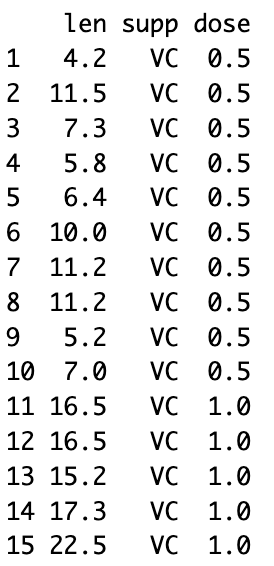 len supp dose
1 4.2 VC 0.5
2 11.5 VC 0.5
3 7.3 VC 0.5
4 5.8 VC 0.5
5 6.4 VC 0.5
6 10.0 VC 0.5
7 11.2 VC 0.5
8 11.2 VC 0.5
9 5.2 VC 0.5
10 7.0 VC 0.5
11 16.5 VC 1.0
12 16.5 VC 1.0
13 15.2 VC 1.0
14 17.3 VC 1.0
15 22.5 VC 1.0